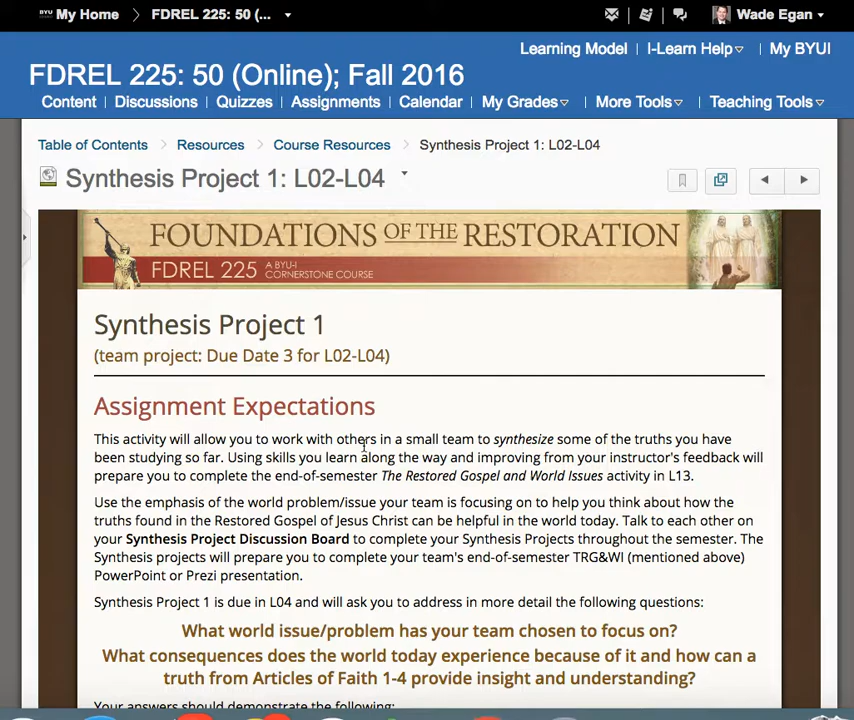 BYU My Home FDREL 225: 50 (... Wade Egan
Learning Model I-Learn Help My BYUI
FDREL 225: 50 (Online); Fall 2016
Content Discussions Quizzes Assignments Calendar My Grades More Tools Teaching Tools
Table of Contents Resources Course Resources Synthesis Project 1: L02-L04
Synthesis Project 1: L02-L04
FOUNDATIONS OF THE RESTORATION
FDREL 225 A BYU-I
CORNERSTONE COURSE
Synthesis Project 1
(team project: Due Date 3 for L02-L04)
Assignment Expectations
This activity will allow you to work with others in a small team to synthesize some of the truths you have
been studying so far. Using skills you learn along the way and improving from your instructor's feedback will
prepare you to complete the end-of-semester The Restored Gospel and World Issues activity in L13.
Use the emphasis of the world problem/issue your team is focusing on to help you think about how the
truths found in the Restored Gospel of Jesus Christ can be helpful in the world today. Talk to each other on
your Synthesis Project Discussion Board to complete your Synthesis Projects throughout the semester. The
Synthesis projects will prepare you to complete your team's end-of-semester TRG&WI (mentioned above)
PowerPoint or Prezi presentation.
Synthesis Project 1 is due in L04 and will ask you to address in more detail the following questions:
What world issue/problem has your team chosen to focus on?
What consequences does the world today experience because of it and how can a
truth from Articles of Faith 1-4 provide insight and understanding?
Your answers should demonstrate the following: